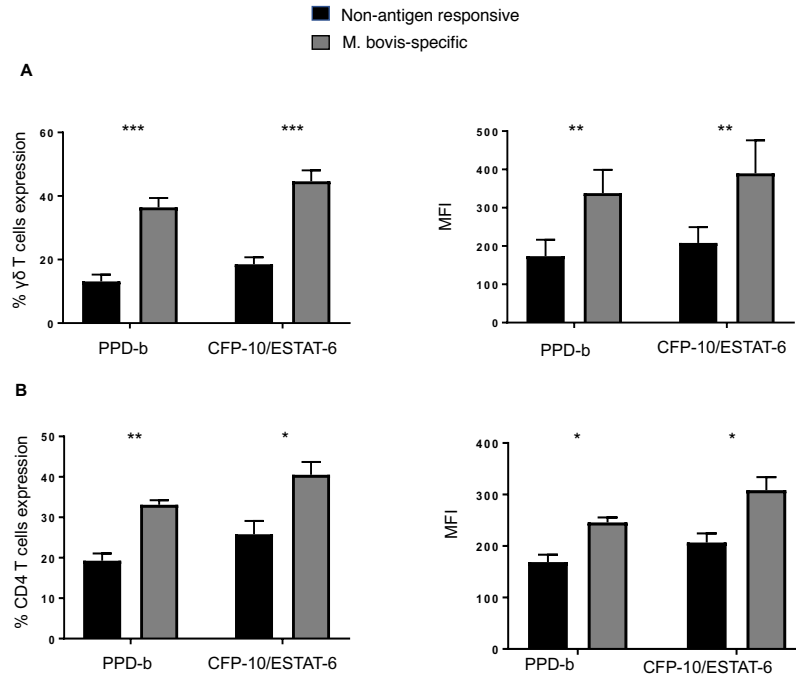 Non-antigen responsive
M. bovis-specific
A
*** ***
60
40
20
0
% γδ T cells expression
PPD-b CFP-10/ESTAT-6
** **
500
400
300
200
100
0
MFI
PPD-b CFP-10/ESTAT-6
B
** *
50
40
30
20
10
0
% CD4 T cells expression
PPD-b CFP-10/ESTAT-6
* *
400
300
200
100
0
MFI
PPD-b CFP-10/ESTAT-6